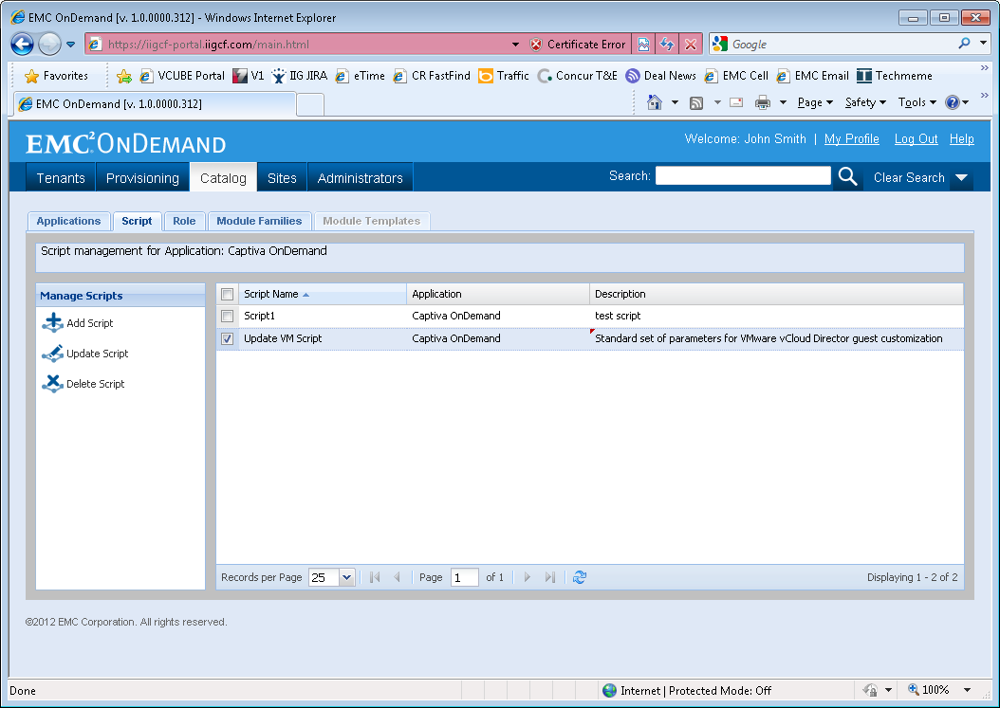 EMC OnDemand [v. 1.0.0000.312] - Windows Internet Explorer
https://iigcf-portal.iigcf.com/main.html Certificate Error Google
Favorites VCUBE Portal V1 IIG JIRA eTime CR FastFind Traffic Concur T&E Deal News EMC Cell EMC Email Techmeme »
EMC OnDemand [v. 1.0.0000.312] Page Safety Tools »
EMC² ONDEMAND Welcome: John Smith | My Profile Log Out Help
Tenants Provisioning Catalog Sites Administrators Search: Clear Search
Applications Script Role Module Families Module Templates
Script management for Application: Captiva OnDemand
Manage Scripts
Add Script
Update Script
Delete Script
Script Name Application Description
Script1 Captiva OnDemand test script
Update VM Script Captiva OnDemand Standard set of parameters for VMware vCloud Director guest customization
Records per Page 25 Page 1 of 1 Displaying 1 - 2 of 2
©2012 EMC Corporation. All rights reserved.
Done Internet | Protected Mode: Off 100%